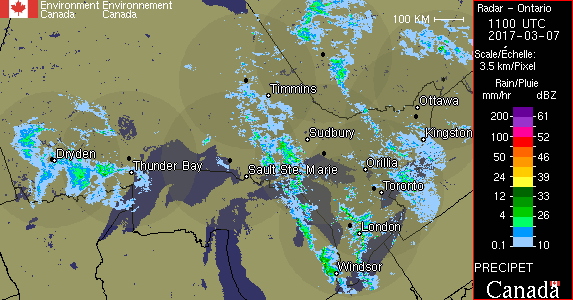 Environment Environnement
Canada Canada
100 KM
Timmins
Ottawa
Sudbury
Kingston
Dryden
Thunder Bay
Sault Ste. Marie
Orillia
Toronto
London
Windsor
Radar - Ontario
1100 UTC
2017-03-07
Scale/Échelle:
3.5 km/Pixel
Rain/Pluie
mm/hr dBZ
200 61
100 57
100 52
50 46
24 39
12 33
4 26
0.1 10
PRECIPET
Canada